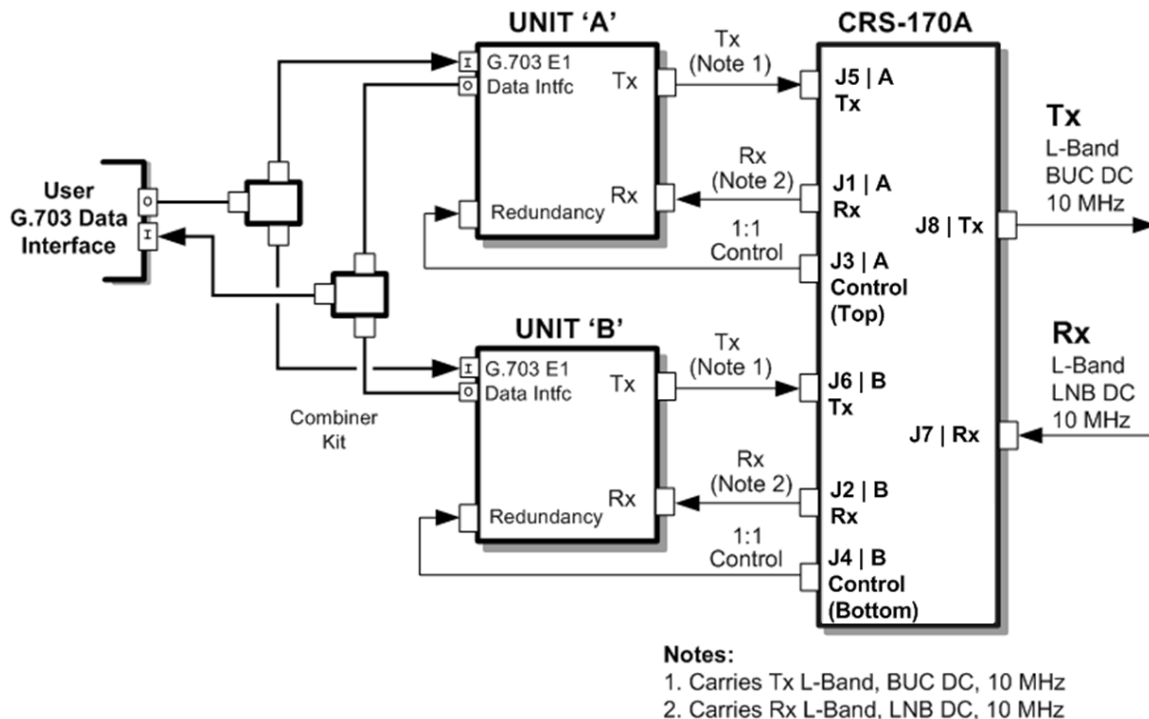 UNIT ‘A’
CRS-170A
G.703 E1
Data Intfc
I
O
Tx
Rx
Redundancy
Tx
(Note 1)
Rx
(Note 2)
1:1
Control
J5 | A
Tx
J1 | A
Rx
J3 | A
Control
(Top)
J8 | Tx
Tx
L-Band
BUC DC
10 MHz
User
G.703 Data
Interface
O
I
Combiner
Kit
UNIT ‘B’
I
O
G.703 E1
Data Intfc
Tx
Rx
Redundancy
Tx
(Note 1)
Rx
(Note 2)
1:1
Control
J6 | B
Tx
J2 | B
Rx
J4 | B
Control
(Bottom)
J7 | Rx
Rx
L-Band
LNB DC
10 MHz
Notes:
1. Carries Tx L-Band, BUC DC, 10 MHz
2. Carries Rx L-Band, LNB DC, 10 MHz